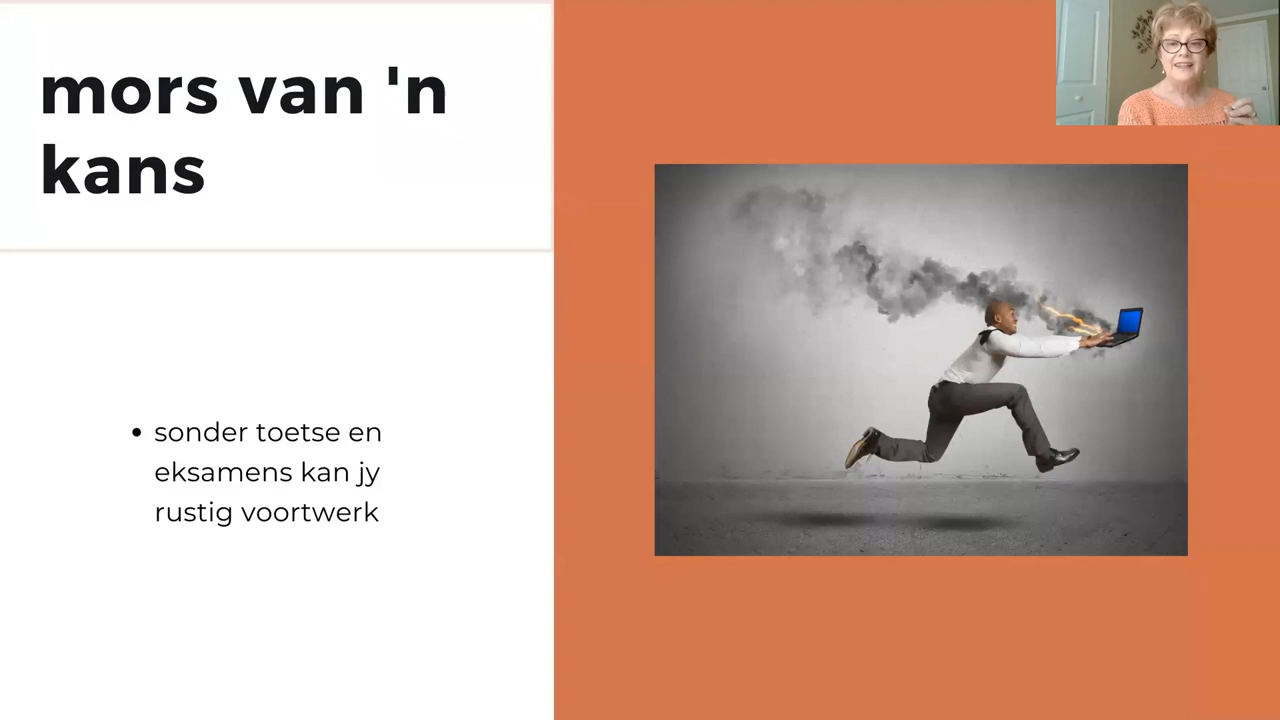 mors van 'n
kans
• sonder toetse en
eksamens kan jy
rustig voortwerk